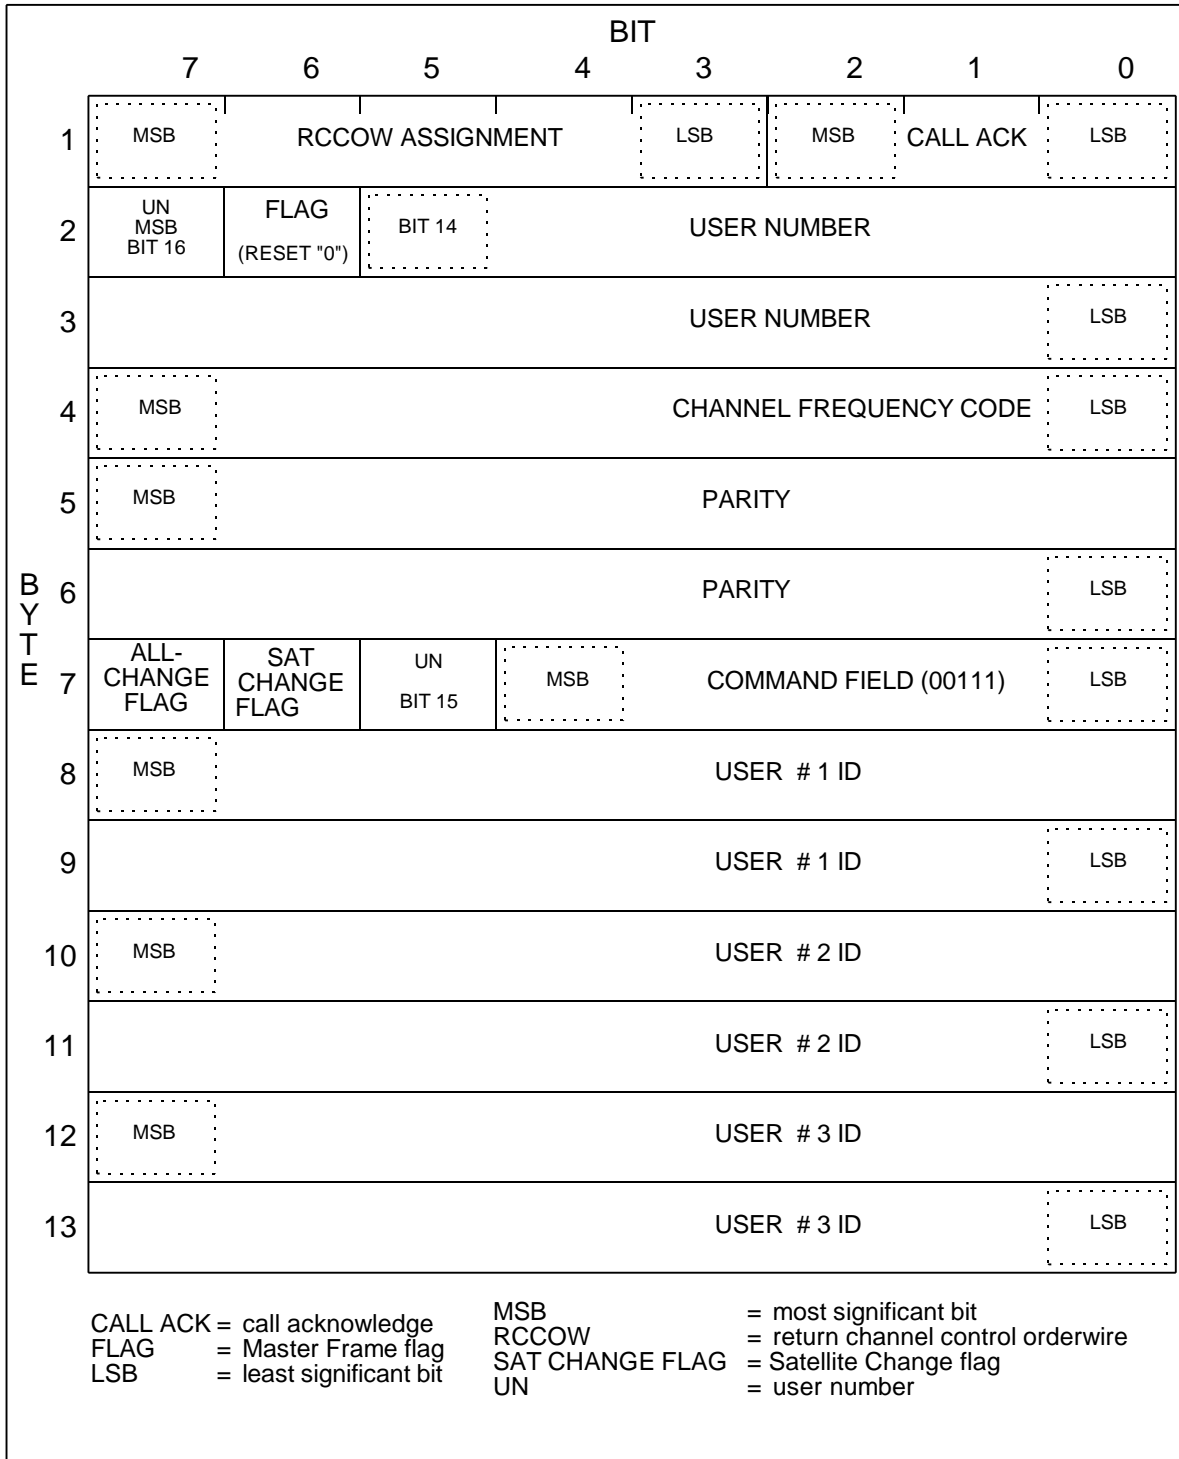 BIT
7 6 5 4 3 2 1 0
BYTE
1 MSB RCCOW ASSIGNMENT LSB MSB CALL ACK LSB
2 UN MSB BIT 16 FLAG (RESET "0") BIT 14 USER NUMBER
3 USER NUMBER LSB
4 MSB CHANNEL FREQUENCY CODE LSB
5 MSB PARITY
6 PARITY LSB
7 ALL-CHANGE FLAG SAT CHANGE FLAG UN BIT 15 MSB COMMAND FIELD (00111) LSB
8 MSB USER # 1 ID
9 USER # 1 ID LSB
10 MSB USER # 2 ID
11 USER # 2 ID LSB
12 MSB USER # 3 ID
13 USER # 3 ID LSB
CALL ACK = call acknowledge
FLAG = Master Frame flag
LSB = least significant bit
MSB = most significant bit
RCCOW = return channel control orderwire
SAT CHANGE FLAG = Satellite Change flag
UN = user number